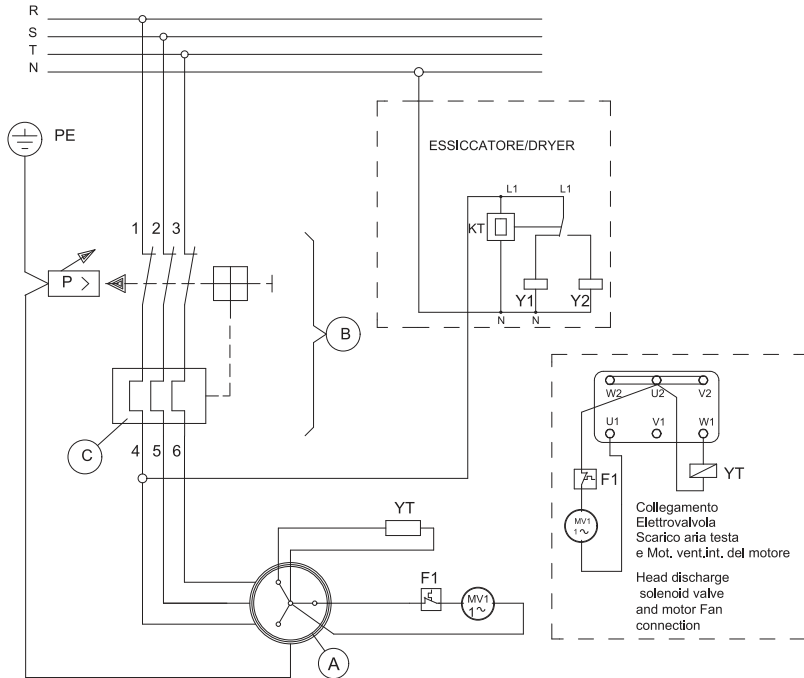 R
S
T
N
PE
ESSICCATORE/DRYER
L1 L1
KT
Y1 Y2
N N
1 2 3
P >
B
C
4 5 6
W2 U2 V2
U1 V1 W1
F1
YT
MV1
1~
Collegamento
Elettrovalvola
Scarico aria testa
e Mot. vent.int. del motore
Head discharge
solenoid valve
and motor Fan
connection
YT
F1
MV1
1~
A